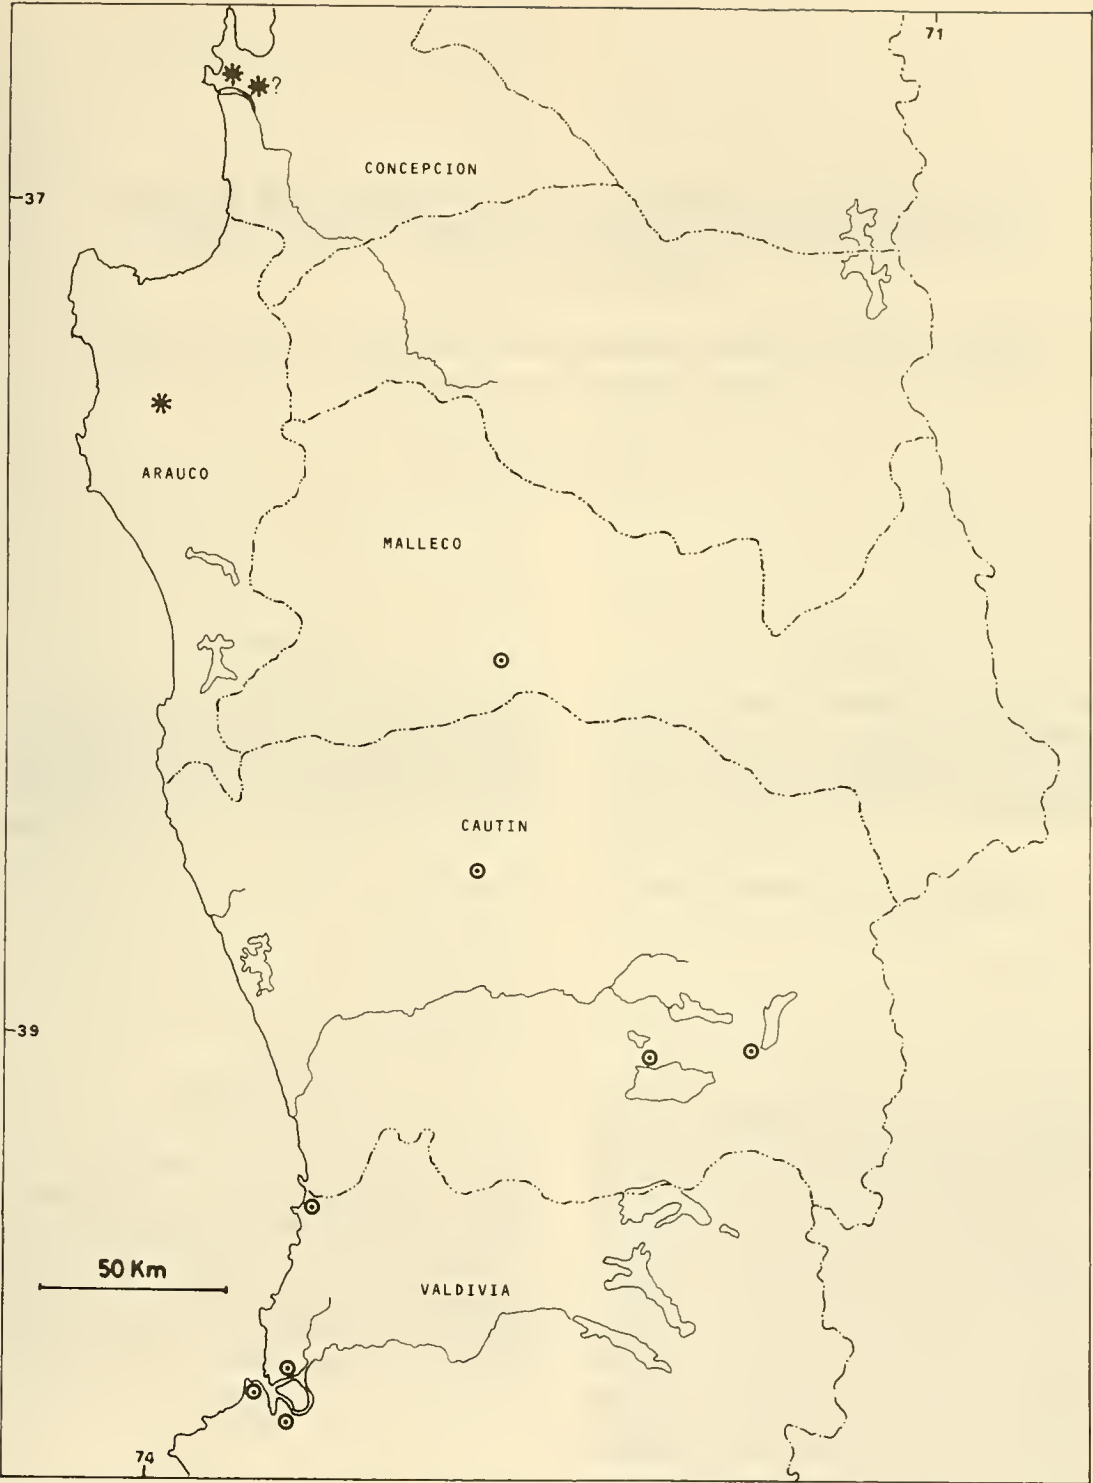 71
?
CONCEPCION
37
ARAUCO
MALLECO
CAUTIN
39
50 Km
VALDIVIA
74